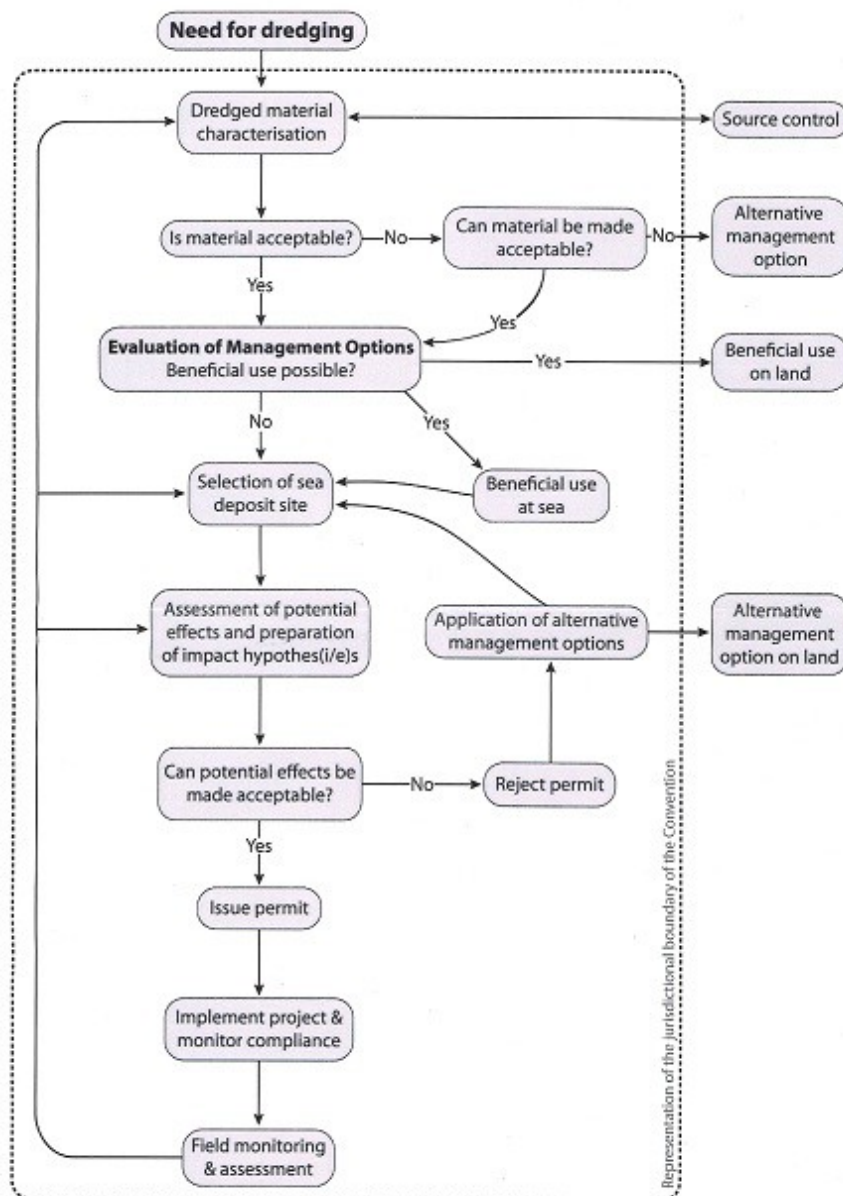 Need for dredging
Dredged material
characterisation
Source control
Is material acceptable?
No
Can material be made
acceptable?
No
Alternative
management
option
Yes
Yes
Evaluation of Management Options
Beneficial use possible?
Yes
Beneficial use
on land
No
Yes
Selection of sea
deposit site
Beneficial use
at sea
Assessment of potential
effects and preparation
of impact hypothes(i/e)s
Application of alternative
management options
Alternative
management
option on land
Can potential effects be
made acceptable?
No
Reject permit
Yes
Issue permit
Implement project &
monitor compliance
Field monitoring
& assessment
Representation of the jurisdictional boundary of the Convention